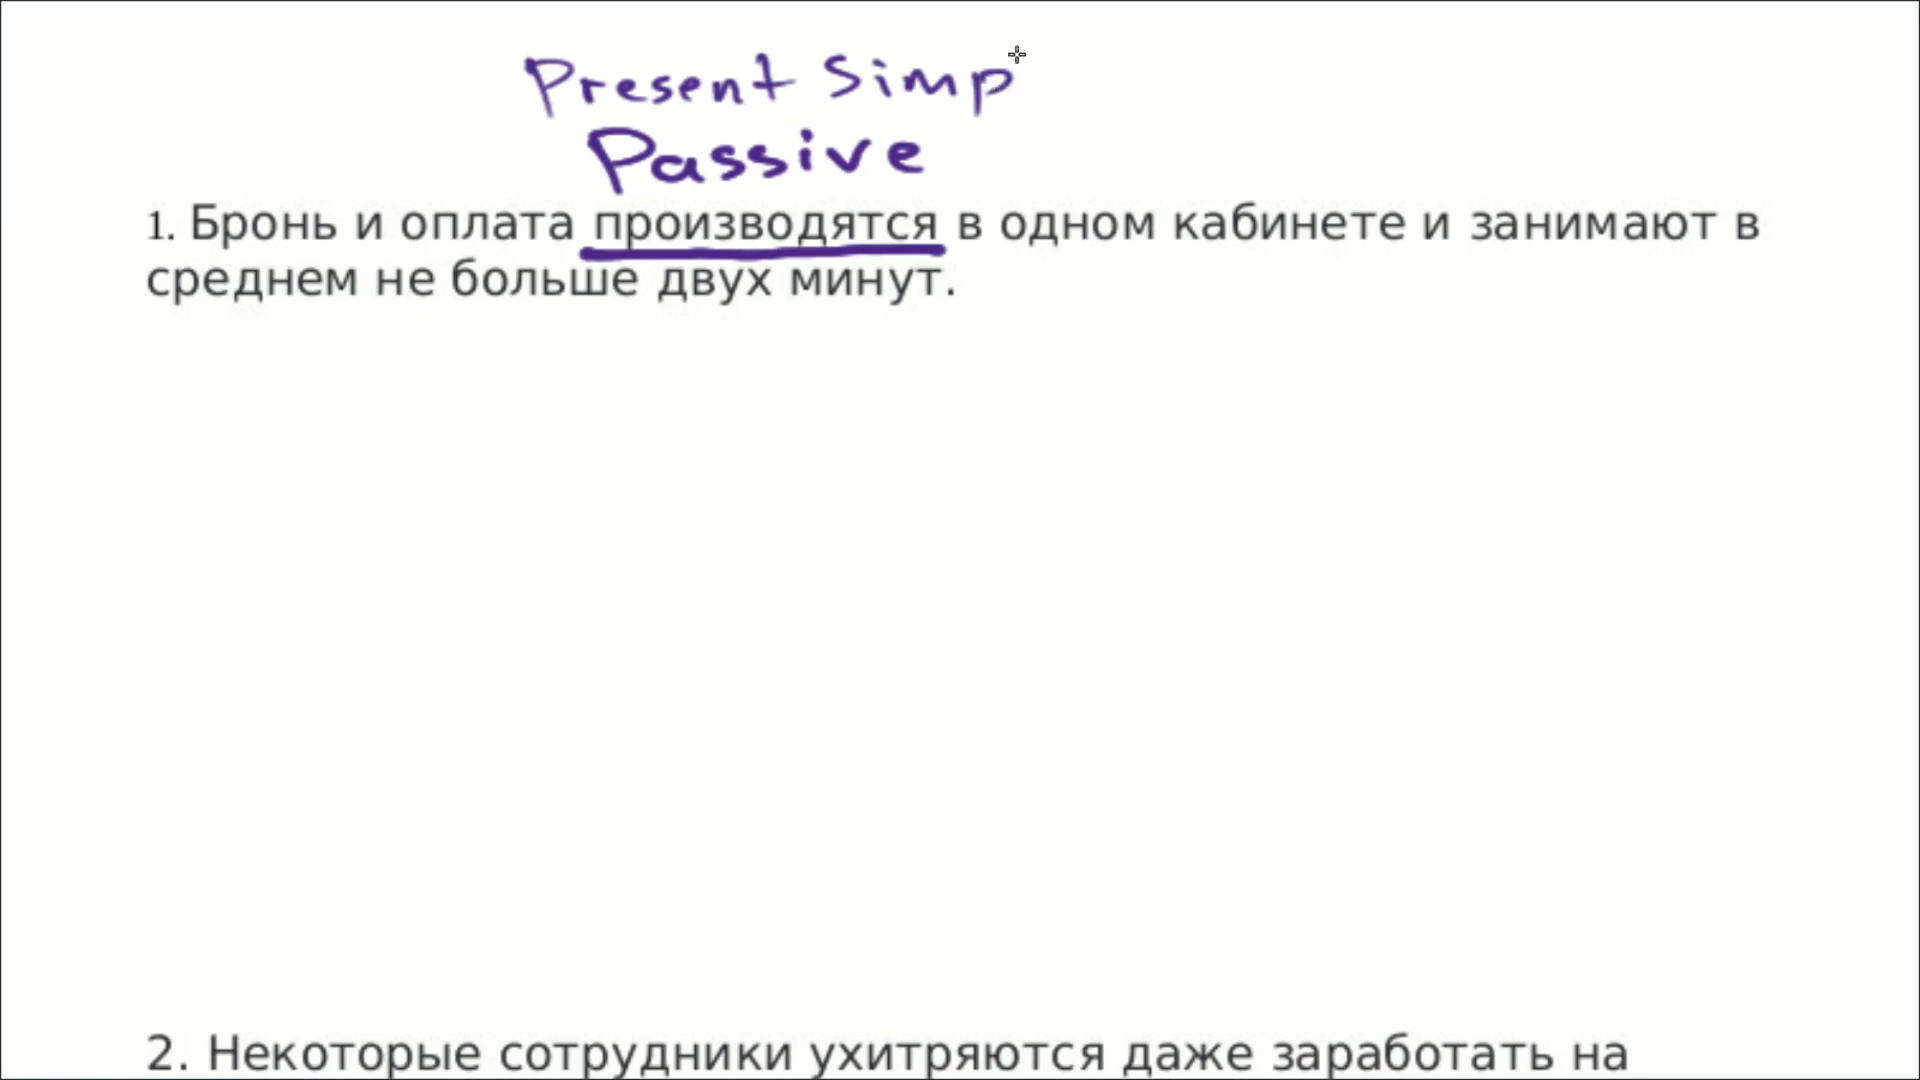 Present Simp
Passive
1. Бронь и оплата производятся в одном кабинете и занимают в
среднем не больше двух минут.
2. Некоторые сотрудники ухитряются даже заработать на